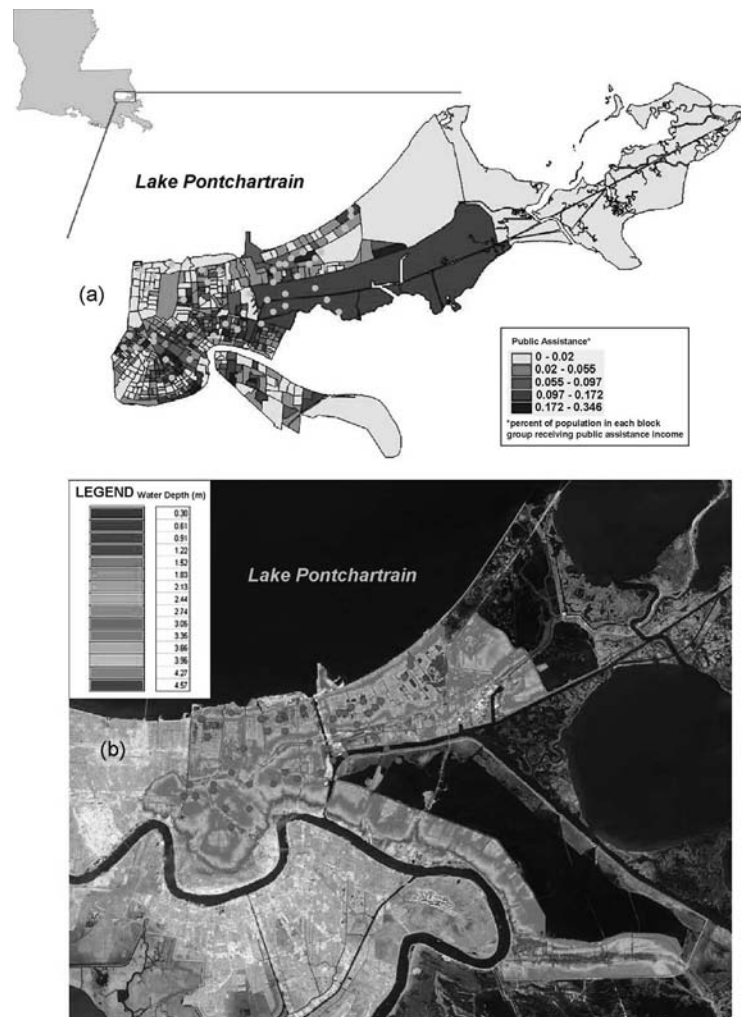 Lake Pontchartrain
(a)
Public Assistance*
0 - 0.02
0.02 - 0.055
0.055 - 0.097
0.097 - 0.172
0.172 - 0.346
*percent of population in each block
group receiving public assistance income
LEGEND Water Depth (m)
0.30
0.61
0.91
1.22
1.52
1.83
2.13
2.44
2.74
3.05
3.35
3.66
3.96
4.27
4.57
Lake Pontchartrain
(b)